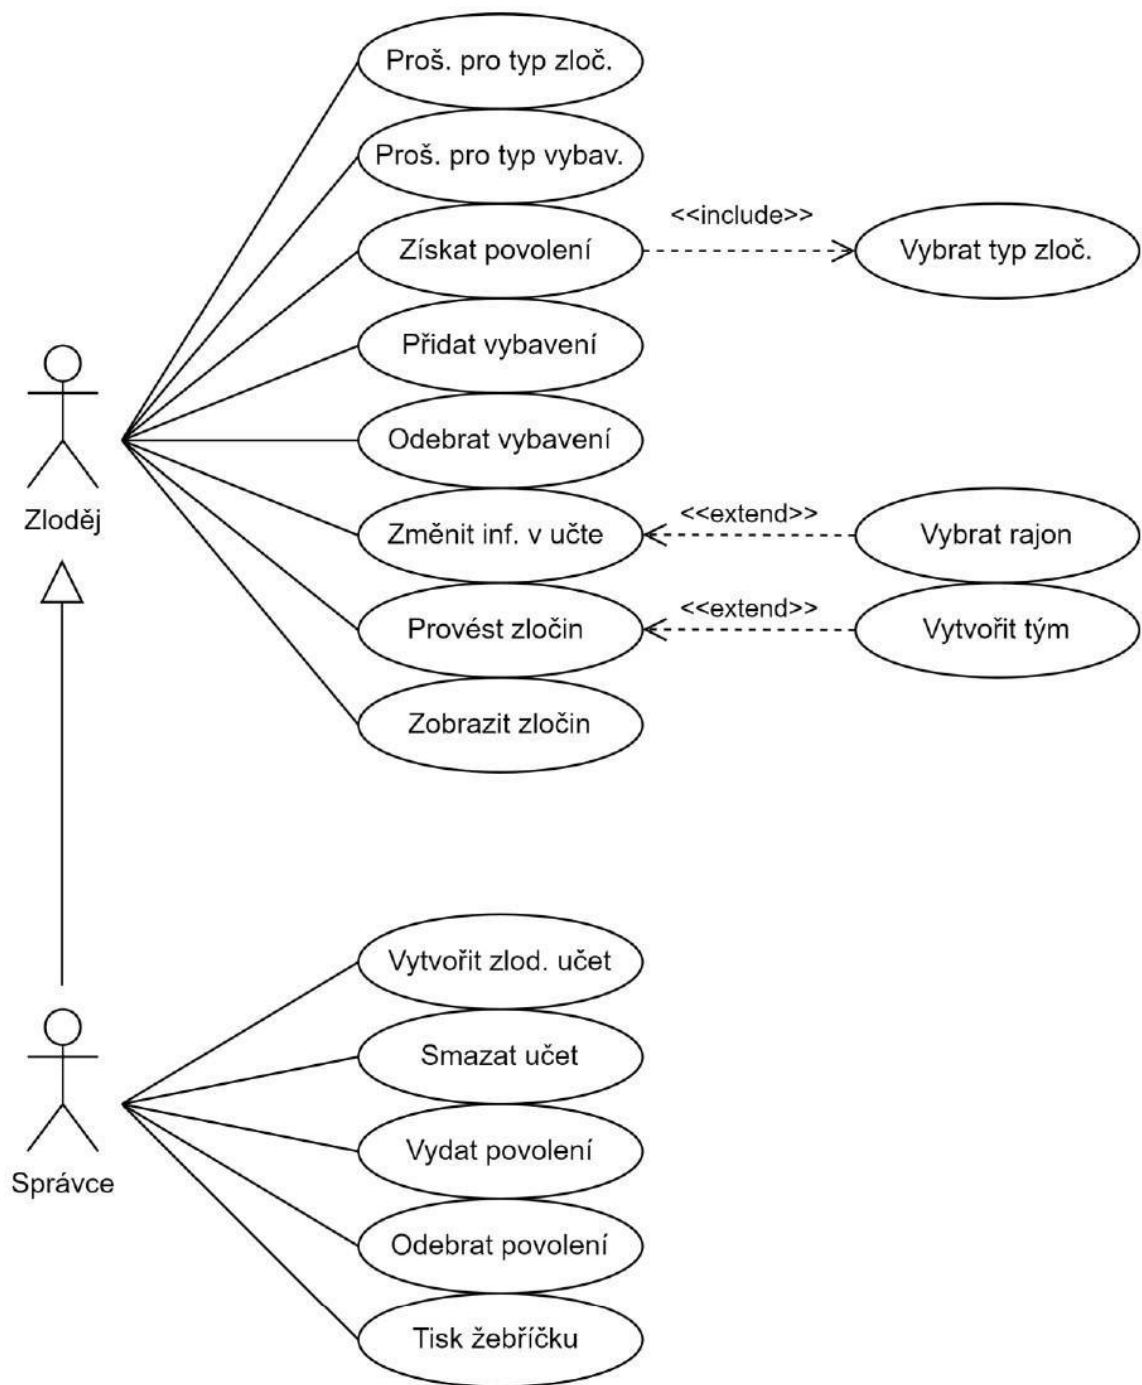 Proš. pro typ zloč.
Proš. pro typ vybav.
<<include>>
Získat povolení
Vybrat typ zloč.
Přidat vybavení
Odebrat vybavení
Zloděj
<<extend>>
Změnit inf. v učte
Vybrat rajon
<<extend>>
Provést zločin
Vytvořit tým
Zobrazit zločin
Vytvořit zlod. učet
Smazat učet
Vydat povolení
Správce
Odebrat povolení
Tisk žebříčku